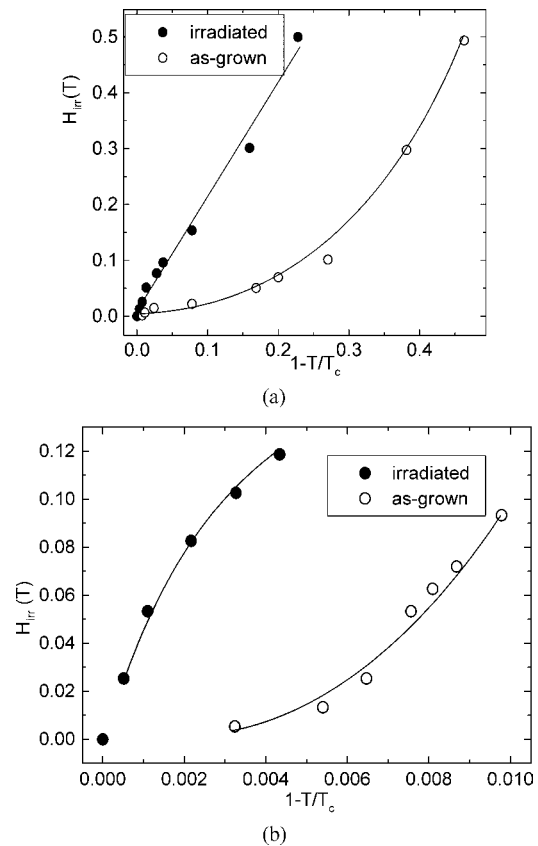 irradiated
as-grown
H_irr(T)
0.5
0.4
0.3
0.2
0.1
0.0
0.0 0.1 0.2 0.3 0.4
1-T/T_c
(a)
irradiated
as-grown
H_irr (T)
0.12
0.10
0.08
0.06
0.04
0.02
0.00
0.000 0.002 0.004 0.006 0.008 0.010
1-T/T_c
(b)